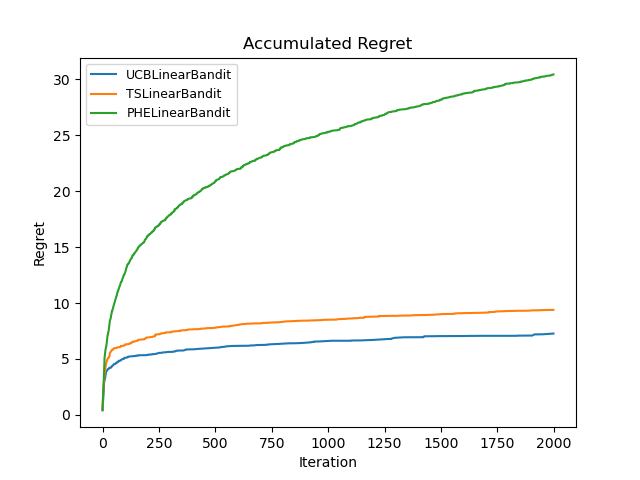 Accumulated Regret
UCBLinearBandit
TSLinearBandit
PHELinearBandit
Regret
30
25
20
15
10
5
0
0 250 500 750 1000 1250 1500 1750 2000
Iteration